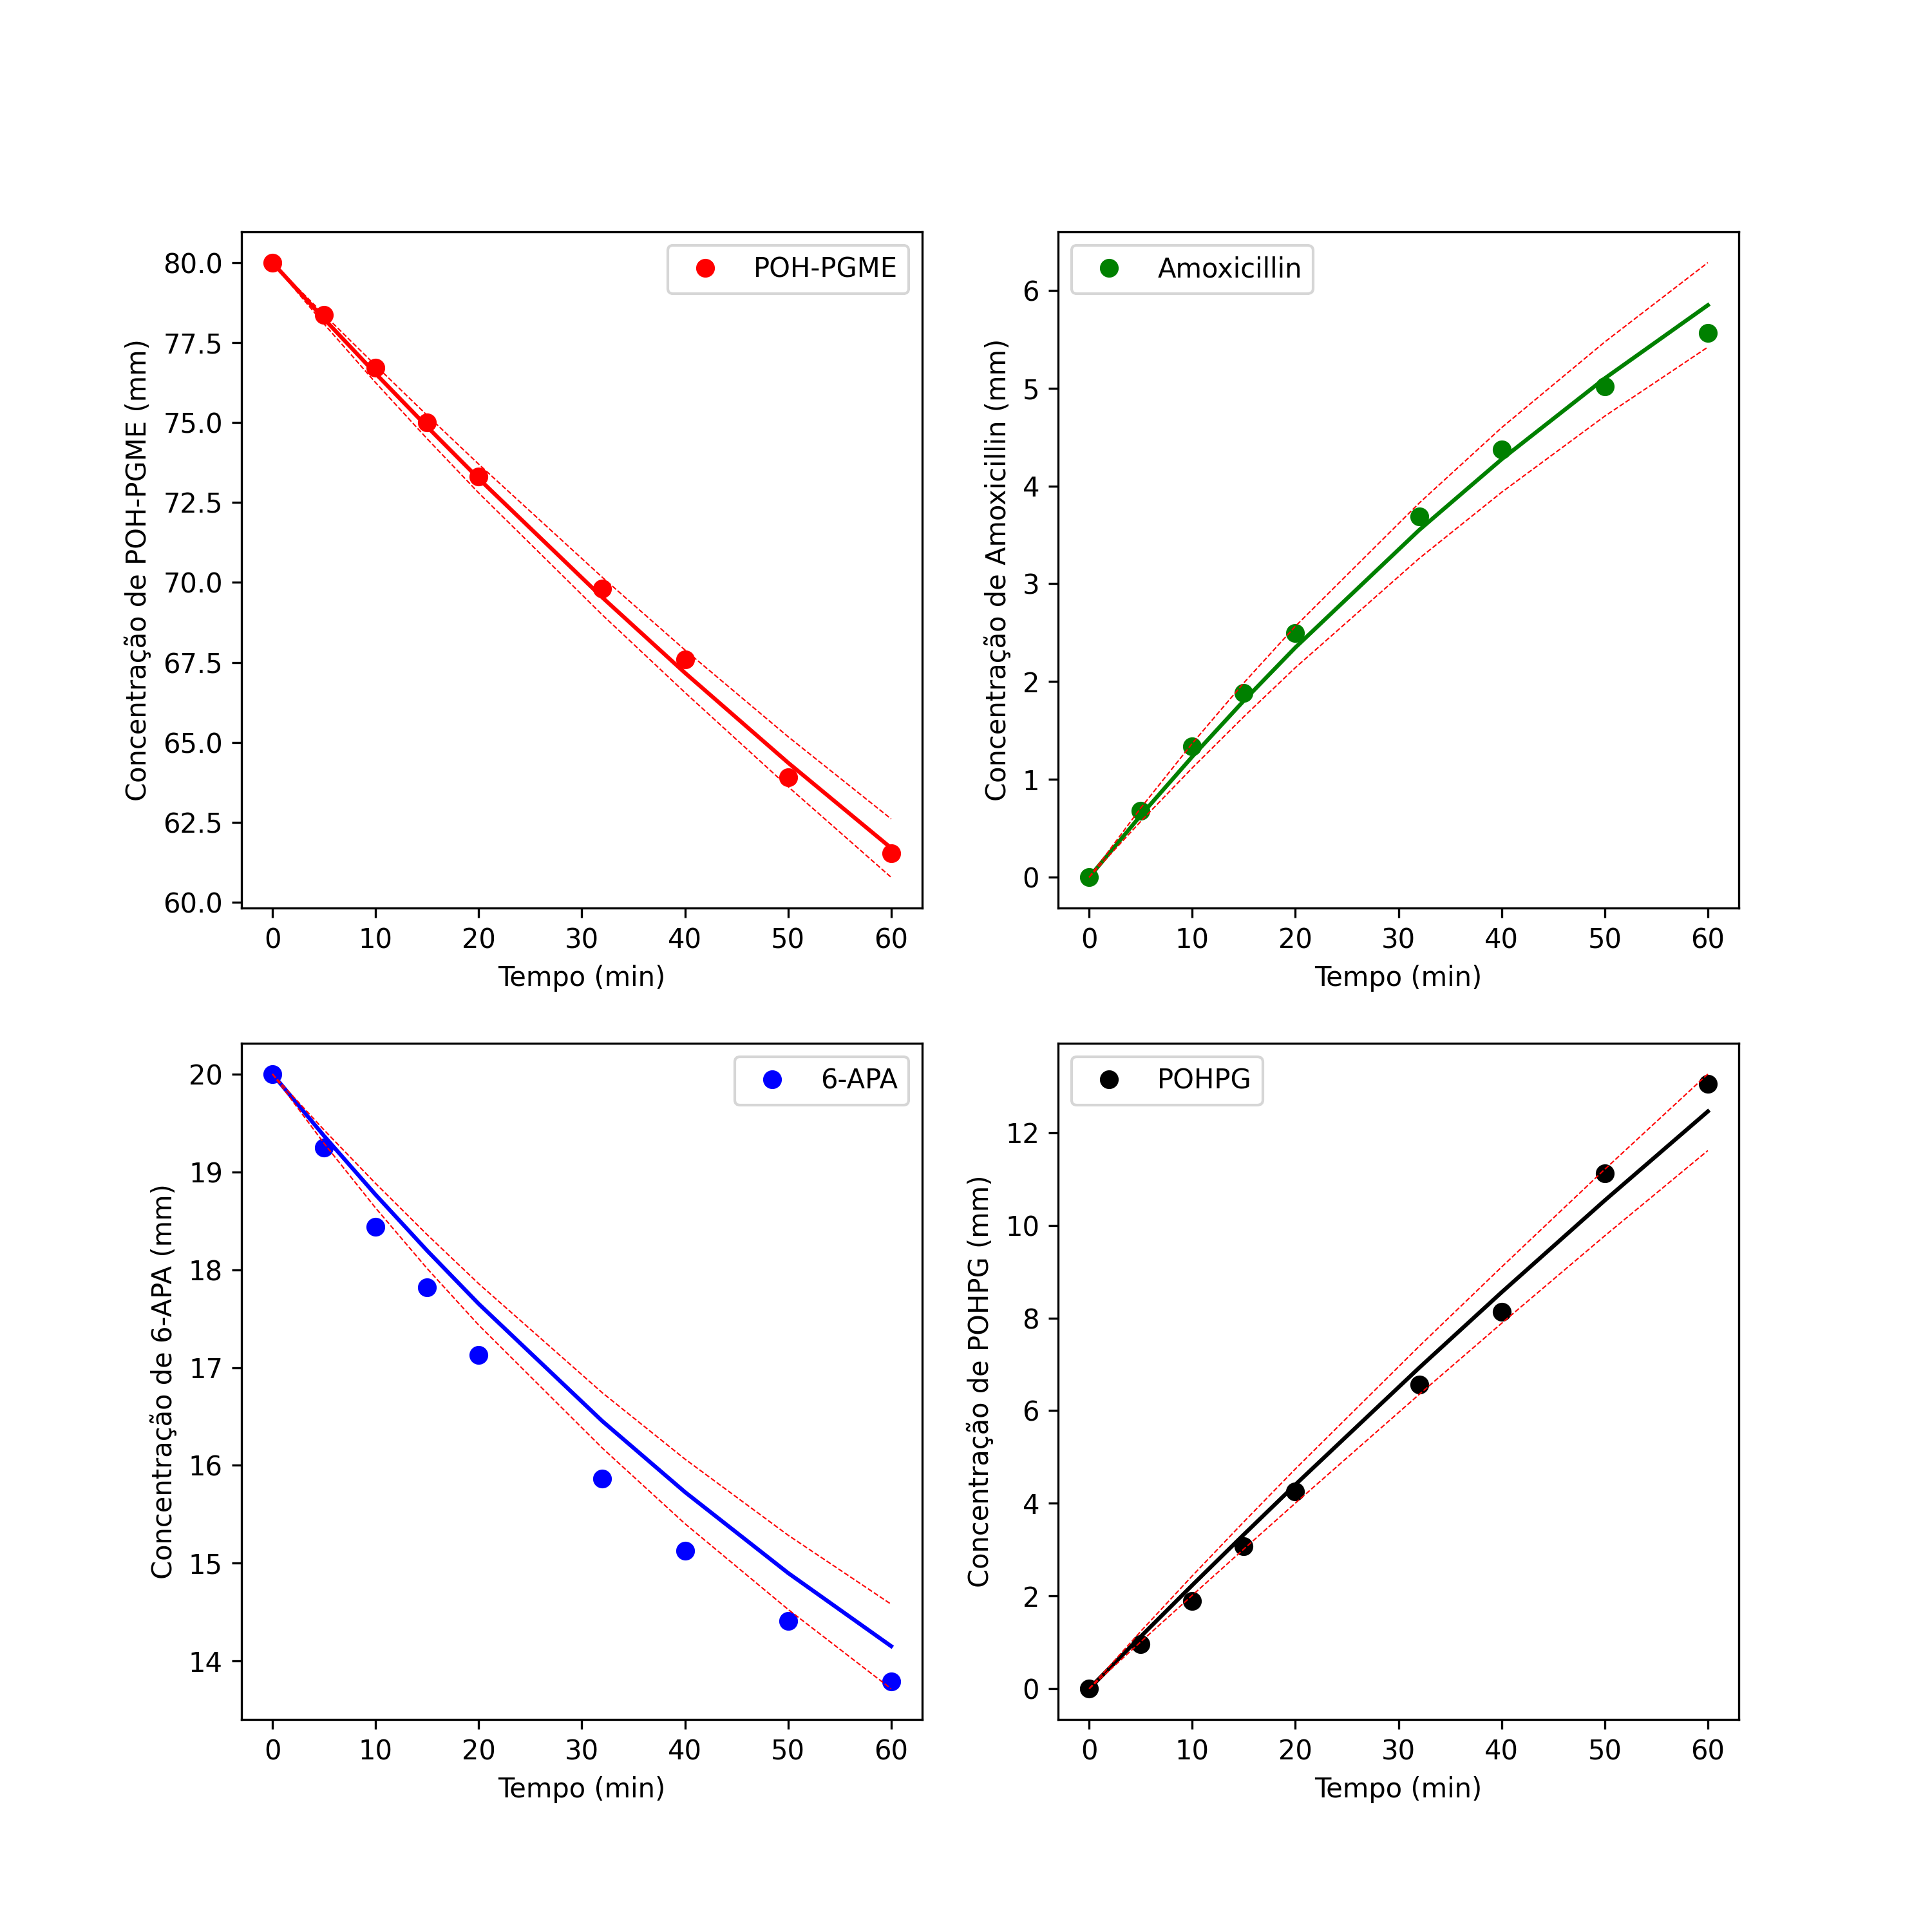 POH-PGME
Concentração de POH-PGME (mm)
80.0
77.5
75.0
72.5
70.0
67.5
65.0
62.5
60.0
0 10 20 30 40 50 60
Tempo (min)
Amoxicillin
Concentração de Amoxicillin (mm)
6
5
4
3
2
1
0
0 10 20 30 40 50 60
Tempo (min)
6-APA
Concentração de 6-APA (mm)
20
19
18
17
16
15
14
0 10 20 30 40 50 60
Tempo (min)
POHPG
Concentração de POHPG (mm)
12
10
8
6
4
2
0
0 10 20 30 40 50 60
Tempo (min)